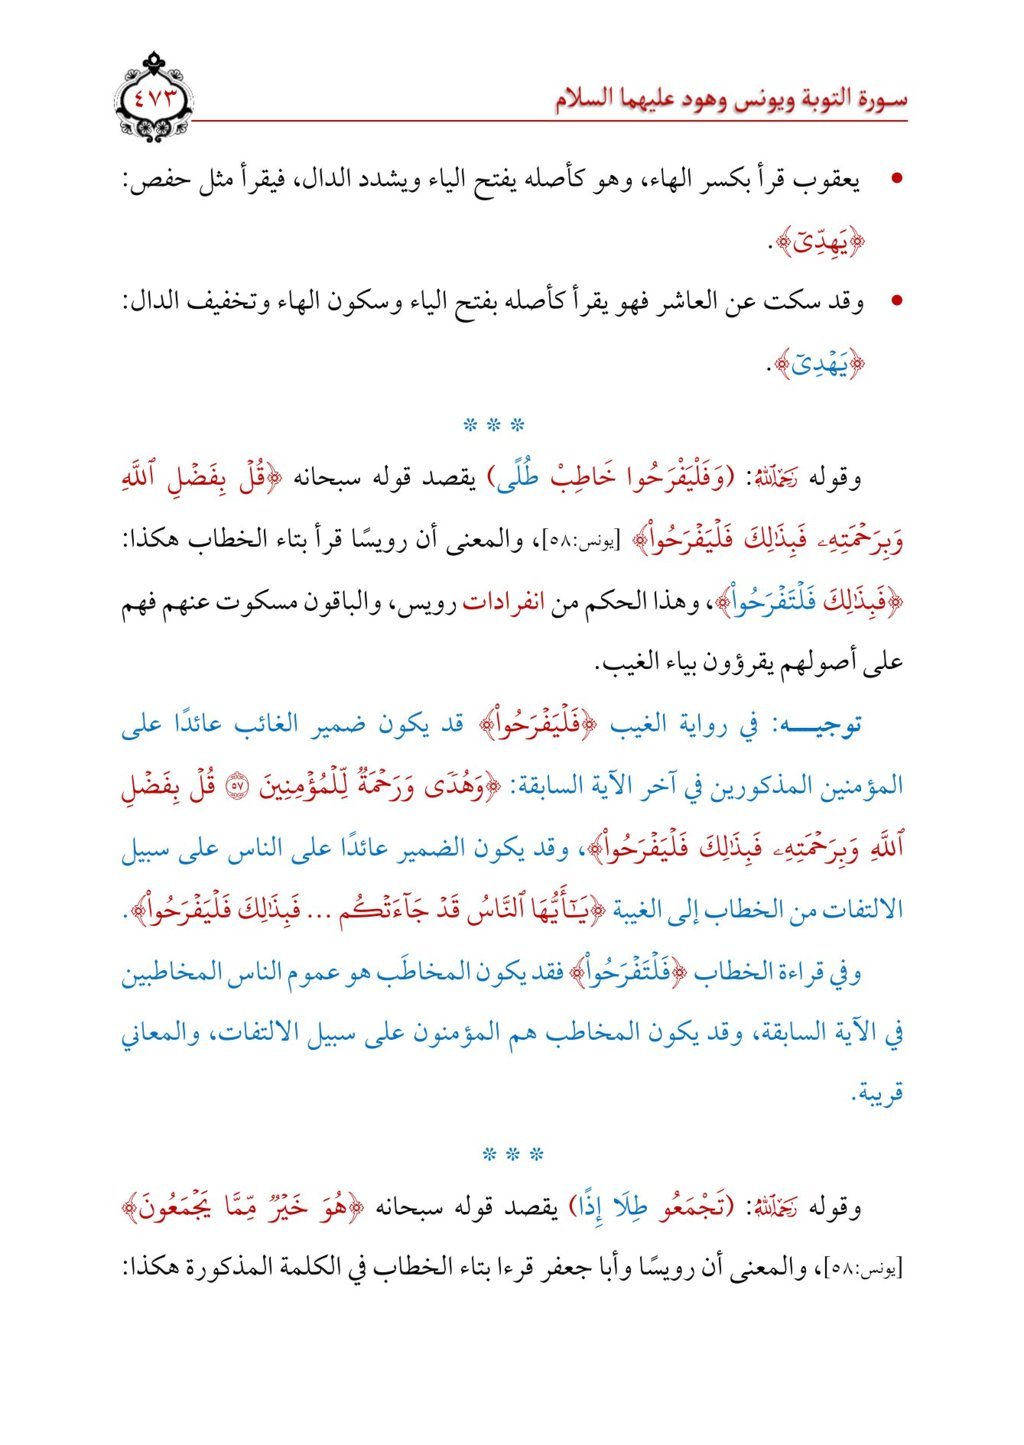 سورة التوبة ويونس وهود عليهما السلام
٤٧٣
• يعقوب قرأ بكسر الهاء، وهو كأصله يفتح الياء ويشدد الدال، فيقرأ مثل حفص:
﴿يَهِدِّيٓ﴾.
• وقد سكت عن العاشر فهو يقرأ كأصله بفتح الياء وسكون الهاء وتخفيف الدال:
﴿يَهْدِيٓ﴾.
* * *
وقوله رَحِمَهُ ٱللَّهُ: (وَفَلْيَفْرَحُوا خَاطِبْ طُلًى) يقصد قوله سبحانه ﴿قُلۡ بِفَضۡلِ ٱللَّهِ
وَبِرَحۡمَتِهِۦ فَبِذَٰلِكَ فَلۡيَفۡرَحُواْ﴾ [يونس:٥٨]، والمعنى أن رويسًا قرأ بتاء الخطاب هكذا:
﴿فَبِذَٰلِكَ فَلۡتَفۡرَحُواْ﴾، وهذا الحكم من انفرادات رويس، والباقون مسكوت عنهم فهم
على أصولهم يقرؤون بياء الغيب.
توجيـــه: في رواية الغيب ﴿فَلۡيَفۡرَحُواْ﴾ قد يكون ضمير الغائب عائدًا على
المؤمنين المذكورين في آخر الآية السابقة: ﴿وَهُدٗى وَرَحۡمَةٞ لِّلۡمُؤۡمِنِينَ ٥٧ قُلۡ بِفَضۡلِ
ٱللَّهِ وَبِرَحۡمَتِهِۦ فَبِذَٰلِكَ فَلۡيَفۡرَحُواْ﴾، وقد يكون الضمير عائدًا على الناس على سبيل
الالتفات من الخطاب إلى الغيبة ﴿يَٰٓأَيُّهَا ٱلنَّاسُ قَدۡ جَآءَتۡكُم ... فَبِذَٰلِكَ فَلۡيَفۡرَحُواْ﴾.
وفي قراءة الخطاب ﴿فَلۡتَفۡرَحُواْ﴾ فقد يكون المخاطَب هو عموم الناس المخاطبين
في الآية السابقة، وقد يكون المخاطب هم المؤمنون على سبيل الالتفات، والمعاني
قريبة.
* * *
وقوله رَحِمَهُ ٱللَّهُ: (تَجْمَعُو طِلَا إِذًا) يقصد قوله سبحانه ﴿هُوَ خَيۡرٞ مِّمَّا يَجۡمَعُونَ﴾
[يونس:٥٨]، والمعنى أن رويسًا وأبا جعفر قرءا بتاء الخطاب في الكلمة المذكورة هكذا: